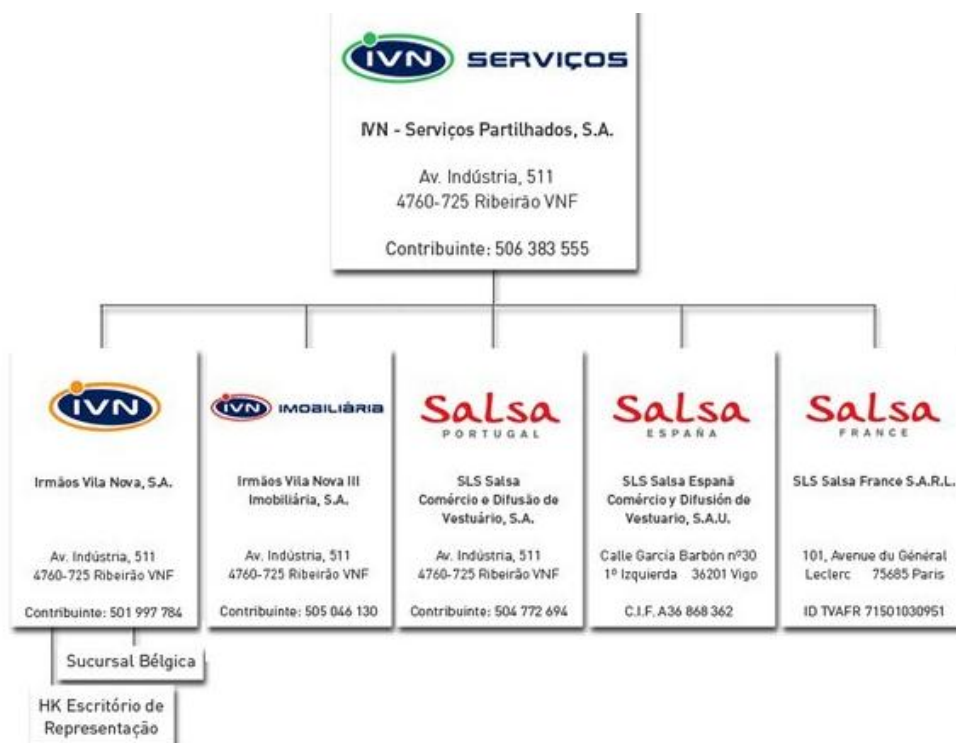 IVN SERVIÇOS
IVN - Serviços Partilhados, S.A.
Av. Indústria, 511
4760-725 Ribeirão VNF
Contribuinte: 506 383 555
IVN
Irmãos Vila Nova, S.A.
Av. Indústria, 511
4760-725 Ribeirão VNF
Contribuinte: 501 997 784
IVN IMOBILIÁRIA
Irmãos Vila Nova III
Imobiliária, S.A.
Av. Indústria, 511
4760-725 Ribeirão VNF
Contribuinte: 505 046 130
Salsa
PORTUGAL
SLS Salsa
Comércio e Difusão de
Vestuário, S.A.
Av. Indústria, 511
4760-725 Ribeirão VNF
Contribuinte: 504 772 694
Salsa
ESPAÑA
SLS Salsa Espanã
Comércio y Difusión de
Vestuario, S.A.U.
Calle García Barbón nº30
1º Izquierda 36201 Vigo
C.I.F. A36 868 362
Salsa
FRANCE
SLS Salsa France S.A.R.L.
101, Avenue du Général
Leclerc 75685 Paris
ID TVAFR 71501030951
Sucursal Bélgica
HK Escritório de
Representação